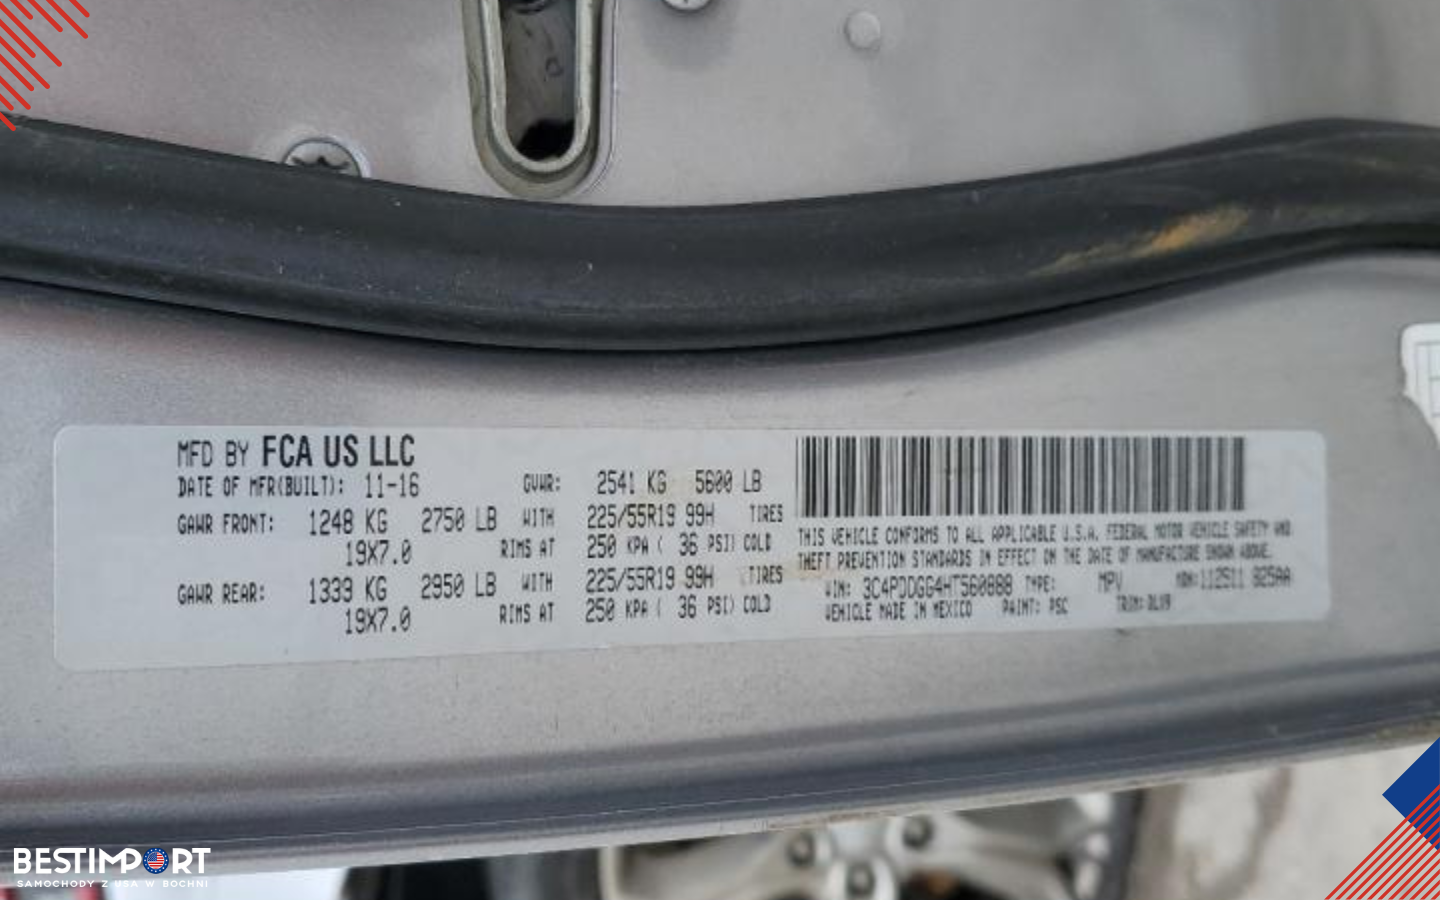 MFD BY FCA US LLC
DATE OF MFR(BUILT): 11-16 GVWR: 2541 KG 5600 LB
GAWR FRONT: 1248 KG 2750 LB WITH 225/55R19 99H TIRES
19X7.0 RIMS AT 250 KPA ( 36 PSI) COLD
GAWR REAR: 1339 KG 2950 LB WITH 225/55R19 99H TIRES
19X7.0 RIMS AT 250 KPA ( 36 PSI) COLD
THIS VEHICLE CONFORMS TO ALL APPLICABLE U.S.A. FEDERAL MOTOR VEHICLE SAFETY AND
THEFT PREVENTION STANDARDS IN EFFECT ON THE DATE OF MANUFACTURE SHOWN ABOVE.
VIN: 3C4PDDGG4HT560888 TYPE: MPV
VEHICLE MADE IN MEXICO PAINT: PSC TRIM:
BESTIMPORT
SAMOCHODY Z USA W BOCHNI